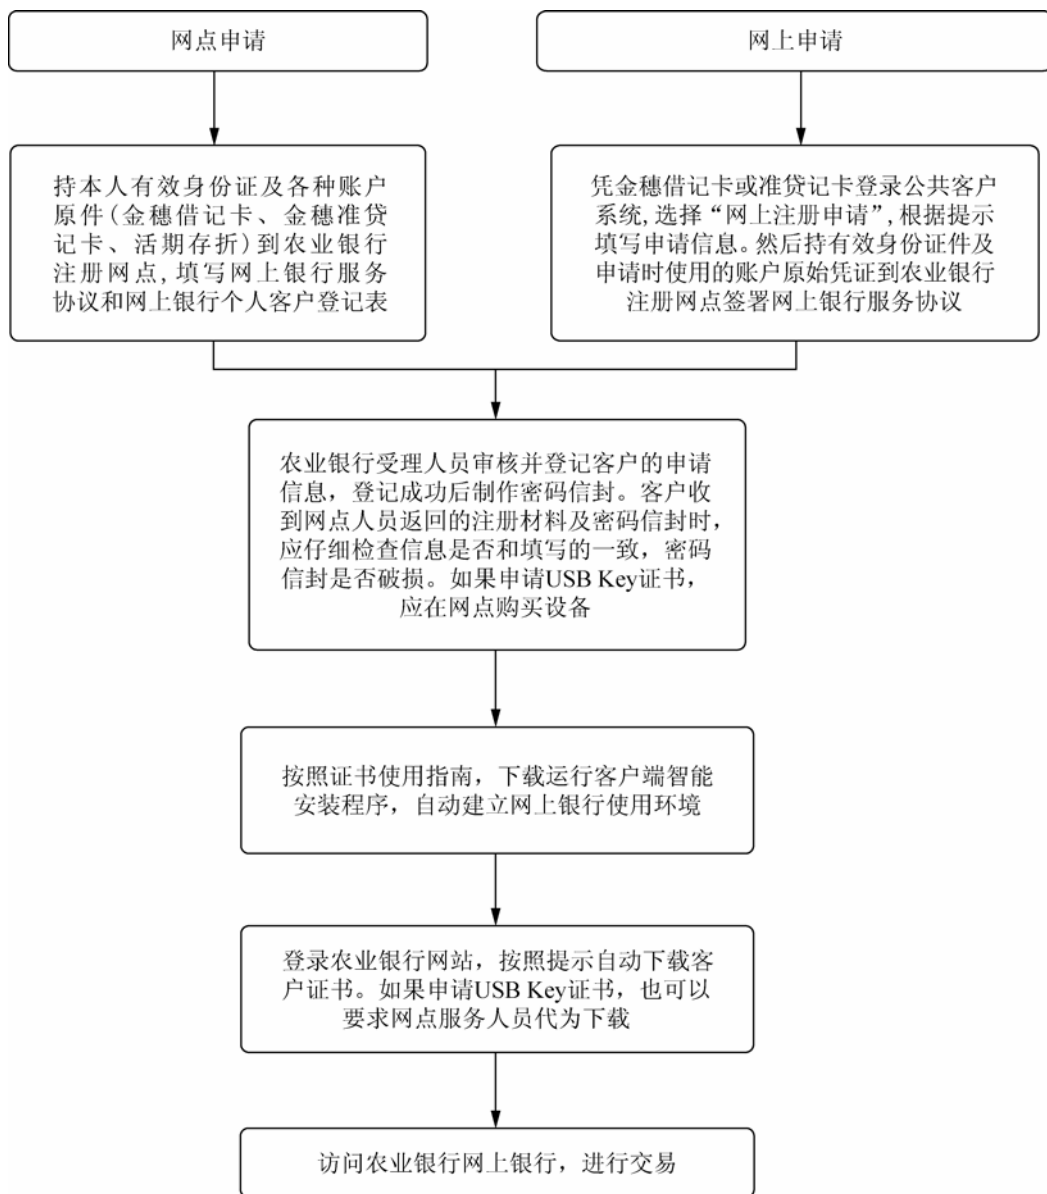 网点申请
网上申请
持本人有效身份证及各种账户
原件(金穗借记卡、金穗准贷
记卡、活期存折)到农业银行
注册网点,填写网上银行服务
协议和网上银行个人客户登记表
凭金穗借记卡或准贷记卡登录公共客户
系统,选择“网上注册申请”,根据提示
填写申请信息。然后持有效身份证件及
申请时使用的账户原始凭证到农业银行
注册网点签署网上银行服务协议
农业银行受理人员审核并登记客户的申请
信息，登记成功后制作密码信封。客户收
到网点人员返回的注册材料及密码信封时，
应仔细检查信息是否和填写的一致，密码
信封是否破损。如果申请USB Key证书，
应在网点购买设备
按照证书使用指南，下载运行客户端智能
安装程序，自动建立网上银行使用环境
登录农业银行网站，按照提示自动下载客
户证书。如果申请USB Key证书，也可以
要求网点服务人员代为下载
访问农业银行网上银行，进行交易